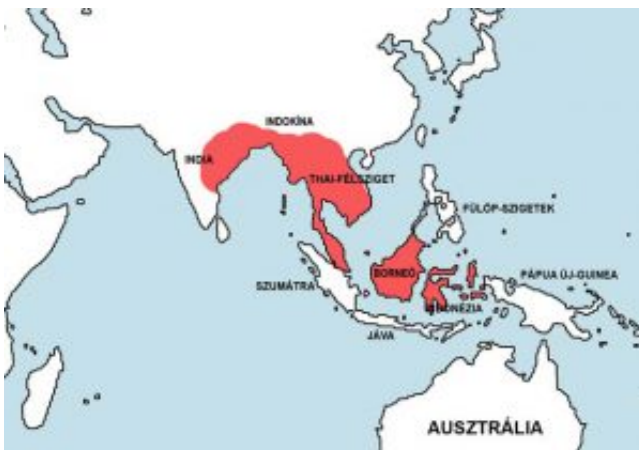 INDOKÍNA
INDIA
THAI-FÉLSZIGET
FÜLÖP-SZIGETEK
BORNEÓ
PÁPUA ÚJ-GUINEA
SZUMÁTRA
INDONÉZIA
JÁVA
AUSZTRÁLIA